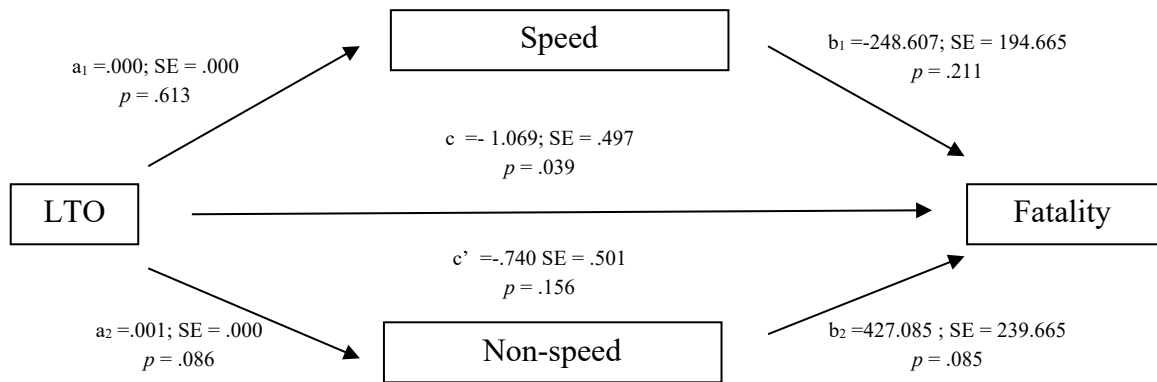 Speed
b₁ =-248.607; SE = 194.665
p = .211
a₁ =.000; SE = .000
p = .613
c =- 1.069; SE = .497
p = .039
LTO
Fatality
c’ =-.740 SE = .501
p = .156
a₂ =.001; SE = .000
p = .086
Non-speed
b₂ =427.085 ; SE = 239.665
p = .085